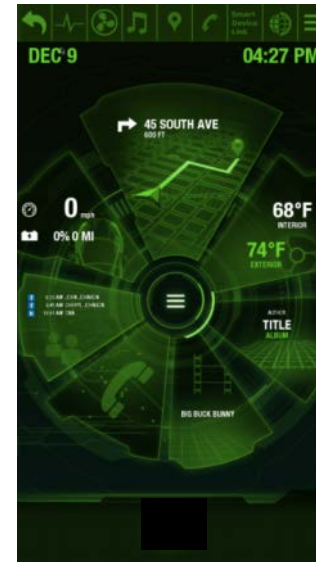 Smart
Device
Link
DEC 9
04:27 PM
45 SOUTH AVE
600 FT
0 mph
0% 0 MI
68°F
INTERIOR
74°F
EXTERIOR
AUTHOR
TITLE
ALBUM
BIG BUCK BUNNY